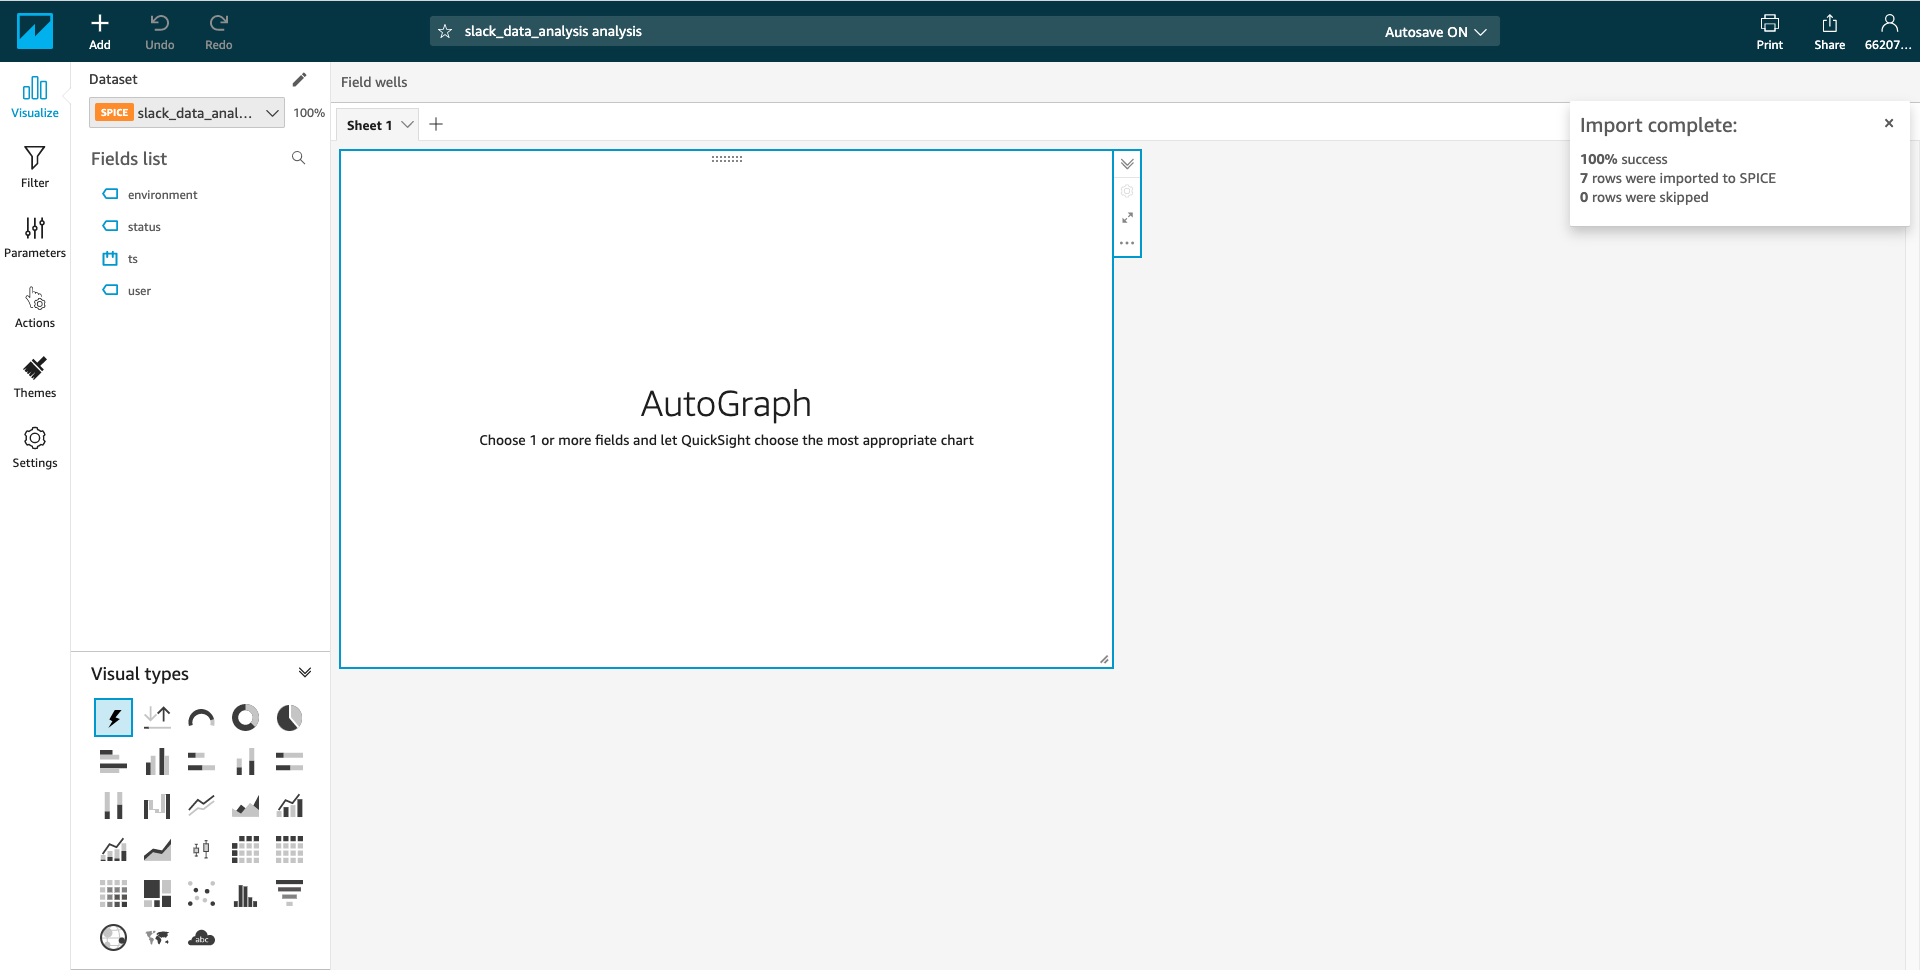 Add
Undo
Redo
slack_data_analysis analysis
Autosave ON
Print
Share
66207...
Visualize
Filter
Parameters
Actions
Themes
Settings
Dataset
SPICE slack_data_anal... 100%
Fields list
environment
status
ts
user
Visual types
abc
Field wells
Sheet 1
AutoGraph
Choose 1 or more fields and let QuickSight choose the most appropriate chart
Import complete:
100% success
7 rows were imported to SPICE
0 rows were skipped